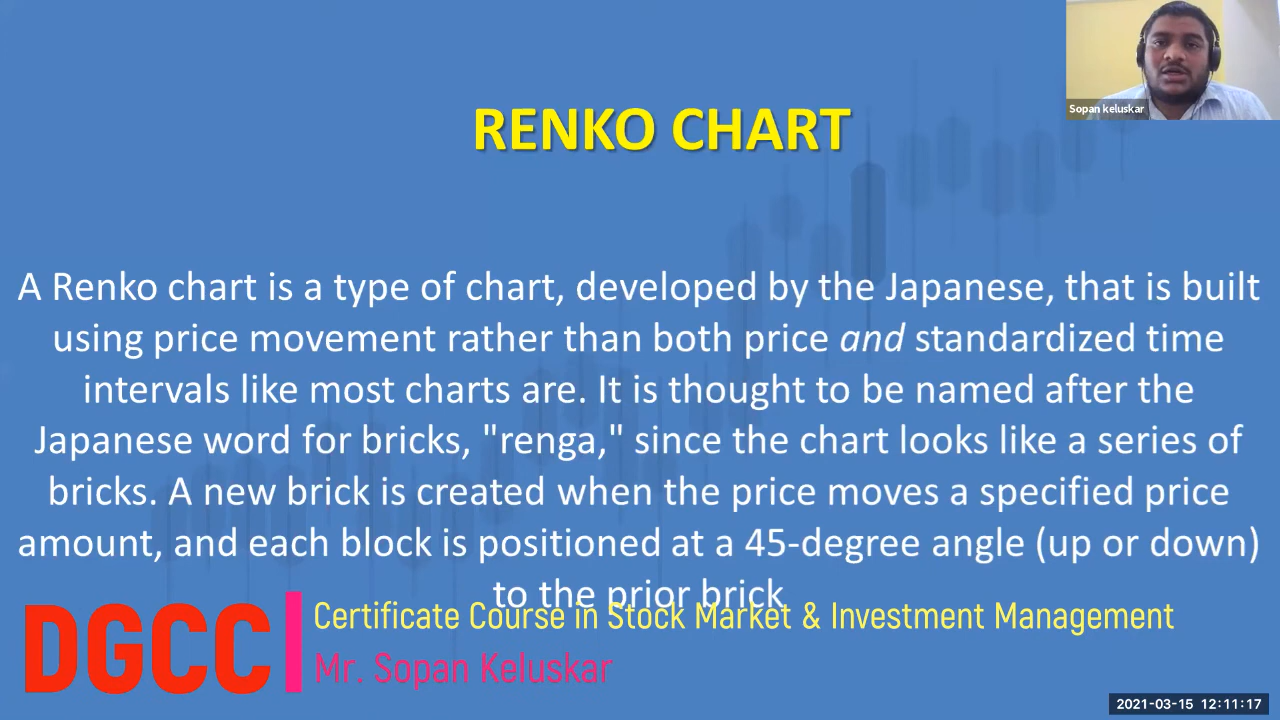 Sopan keluskar
RENKO CHART
A Renko chart is a type of chart, developed by the Japanese, that is built
using price movement rather than both price and standardized time
intervals like most charts are. It is thought to be named after the
Japanese word for bricks, "renga," since the chart looks like a series of
bricks. A new brick is created when the price moves a specified price
amount, and each block is positioned at a 45-degree angle (up or down)
to the prior brick
DGCC
Certificate Course in Stock Market & Investment Management
Mr. Sopan Keluskar
2021-03-15 12:11:17